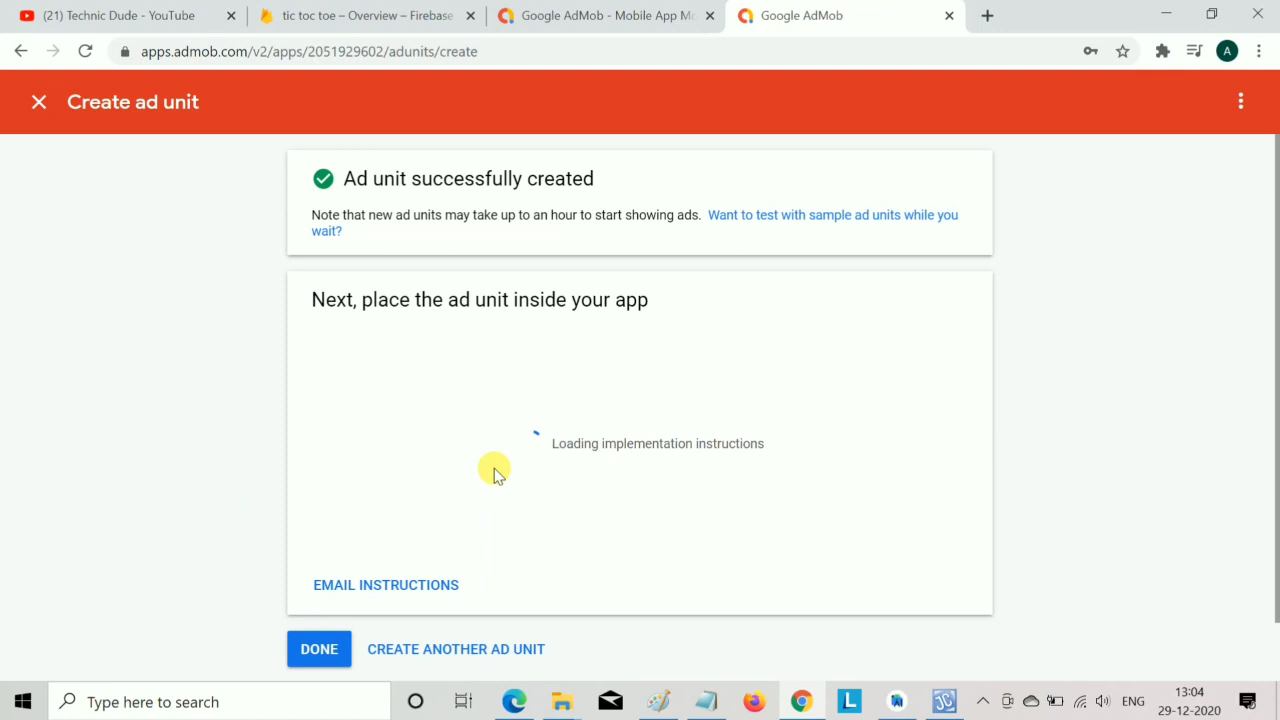 (21) Technic Dude - YouTube
tic toc toe – Overview – Firebase
Google AdMob - Mobile App Mo
Google AdMob
apps.admob.com/v2/apps/2051929602/adunits/create
A
Create ad unit
Ad unit successfully created
Note that new ad units may take up to an hour to start showing ads. Want to test with sample ad units while you
wait?
Next, place the ad unit inside your app
Loading implementation instructions
EMAIL INSTRUCTIONS
DONE
CREATE ANOTHER AD UNIT
Type here to search
L
JC
ENG
13:04
29-12-2020